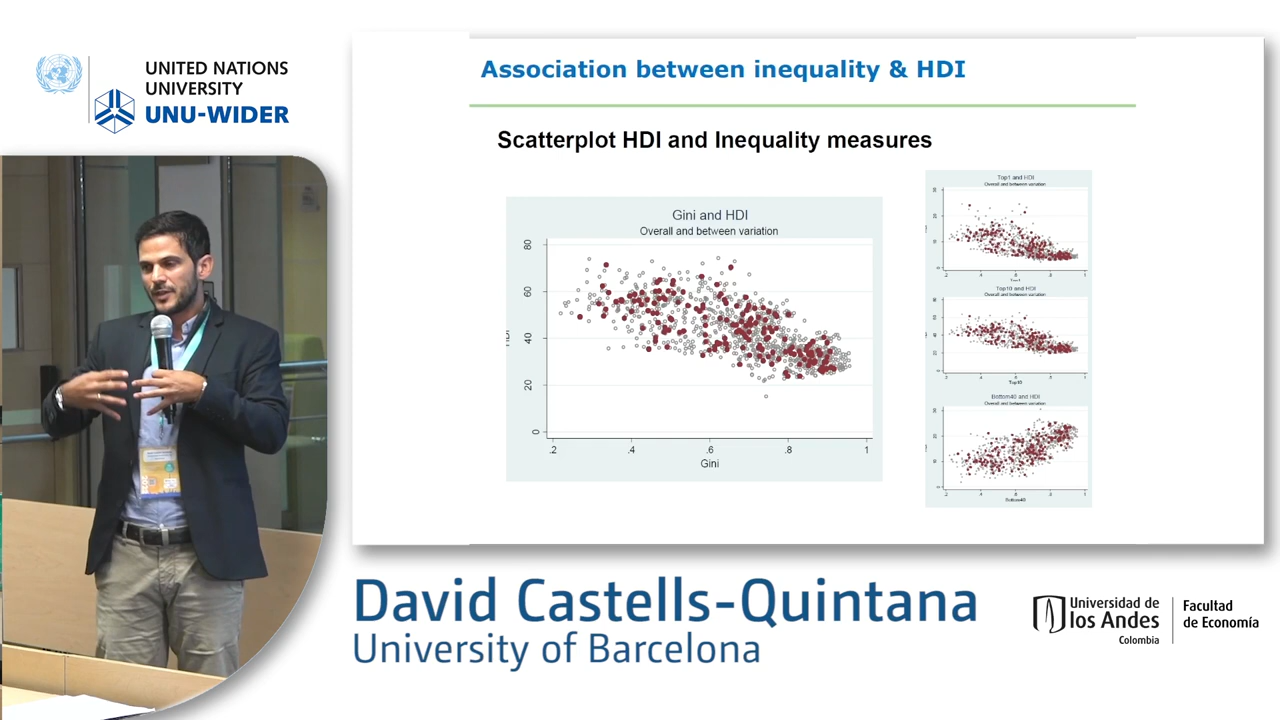 UNITED NATIONS
UNIVERSITY
UNU-WIDER
Association between inequality & HDI
Scatterplot HDI and Inequality measures
Gini and HDI
Overall and between variation
80
60
40
20
0
.2
.4
.6
.8
1
Gini
Top1 and HDI
Overall and between variation
Top10 and HDI
Overall and between variation
Top10
Bottom40 and HDI
Overall and between variation
Bottom40
David Castells-Quintana
University of Barcelona
Universidad de
los Andes
Colombia
Facultad
de Economía